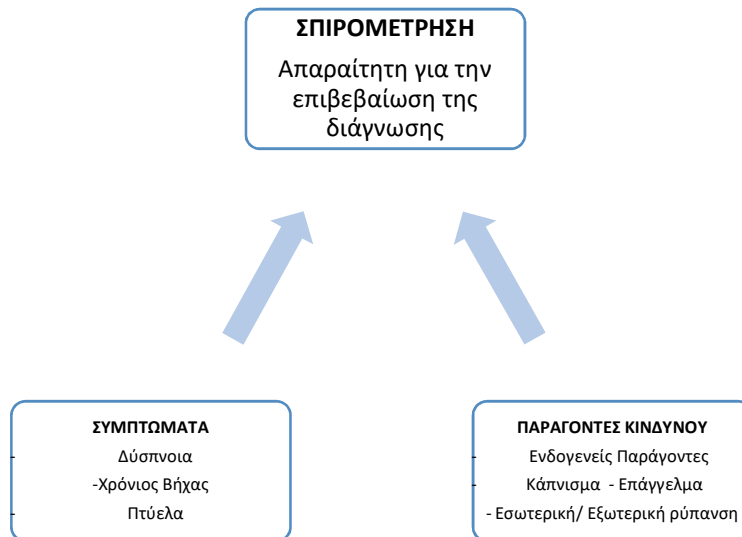 ΣΠΙΡΟΜΕΤΡΗΣΗ
Απαραίτητη για την
επιβεβαίωση της
διάγνωσης
ΣΥΜΠΤΩΜΑΤΑ
- Δύσπνοια
-Χρόνιος Βήχας
- Πτύελα
ΠΑΡΑΓΟΝΤΕΣ ΚΙΝΔΥΝΟΥ
- Ενδογενείς Παράγοντες
- Κάπνισμα - Επάγγελμα
- Εσωτερική/ Εξωτερική ρύπανση